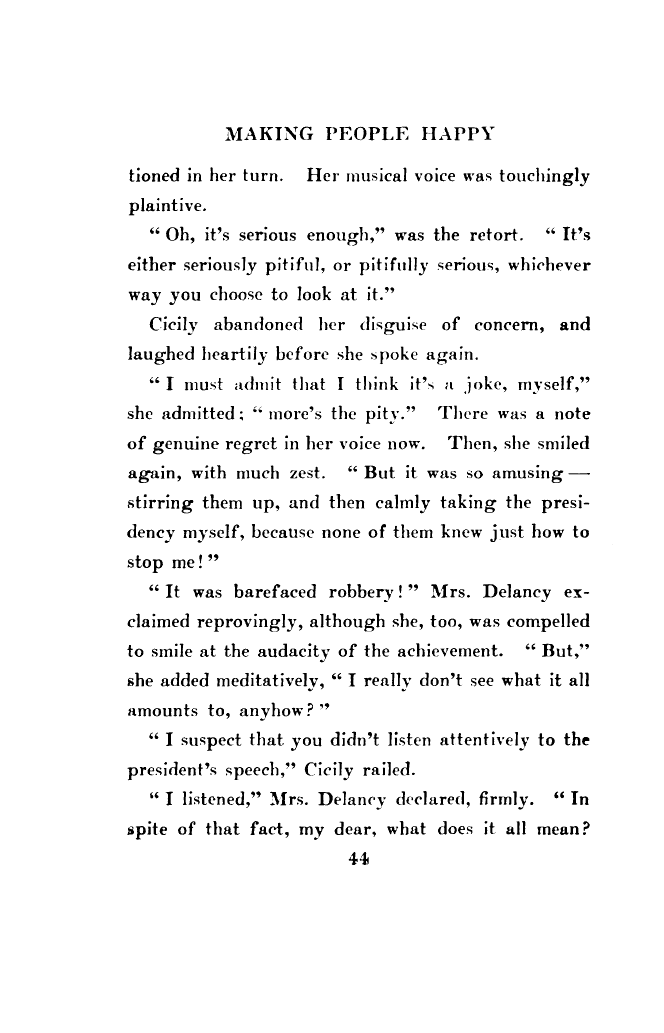 MAKING PEOPLE HAPPY
tioned in her turn. Her musical voice was touchingly
plaintive.
“ Oh, it’s serious enough,” was the retort. “ It’s
either seriously pitiful, or pitifully serious, whichever
way you choose to look at it.”
Cicily abandoned her disguise of concern, and
laughed heartily before she spoke again.
“ I must admit that I think it’s a joke, myself,”
she admitted; “ more’s the pity.” There was a note
of genuine regret in her voice now. Then, she smiled
again, with much zest. “ But it was so amusing —
stirring them up, and then calmly taking the presi-
dency myself, because none of them knew just how to
stop me! ”
“ It was barefaced robbery! ” Mrs. Delancy ex-
claimed reprovingly, although she, too, was compelled
to smile at the audacity of the achievement. “ But,”
she added meditatively, “ I really don’t see what it all
amounts to, anyhow? ”
“ I suspect that you didn’t listen attentively to the
president’s speech,” Cicily railed.
“ I listened,” Mrs. Delancy declared, firmly. “ In
spite of that fact, my dear, what does it all mean?
44